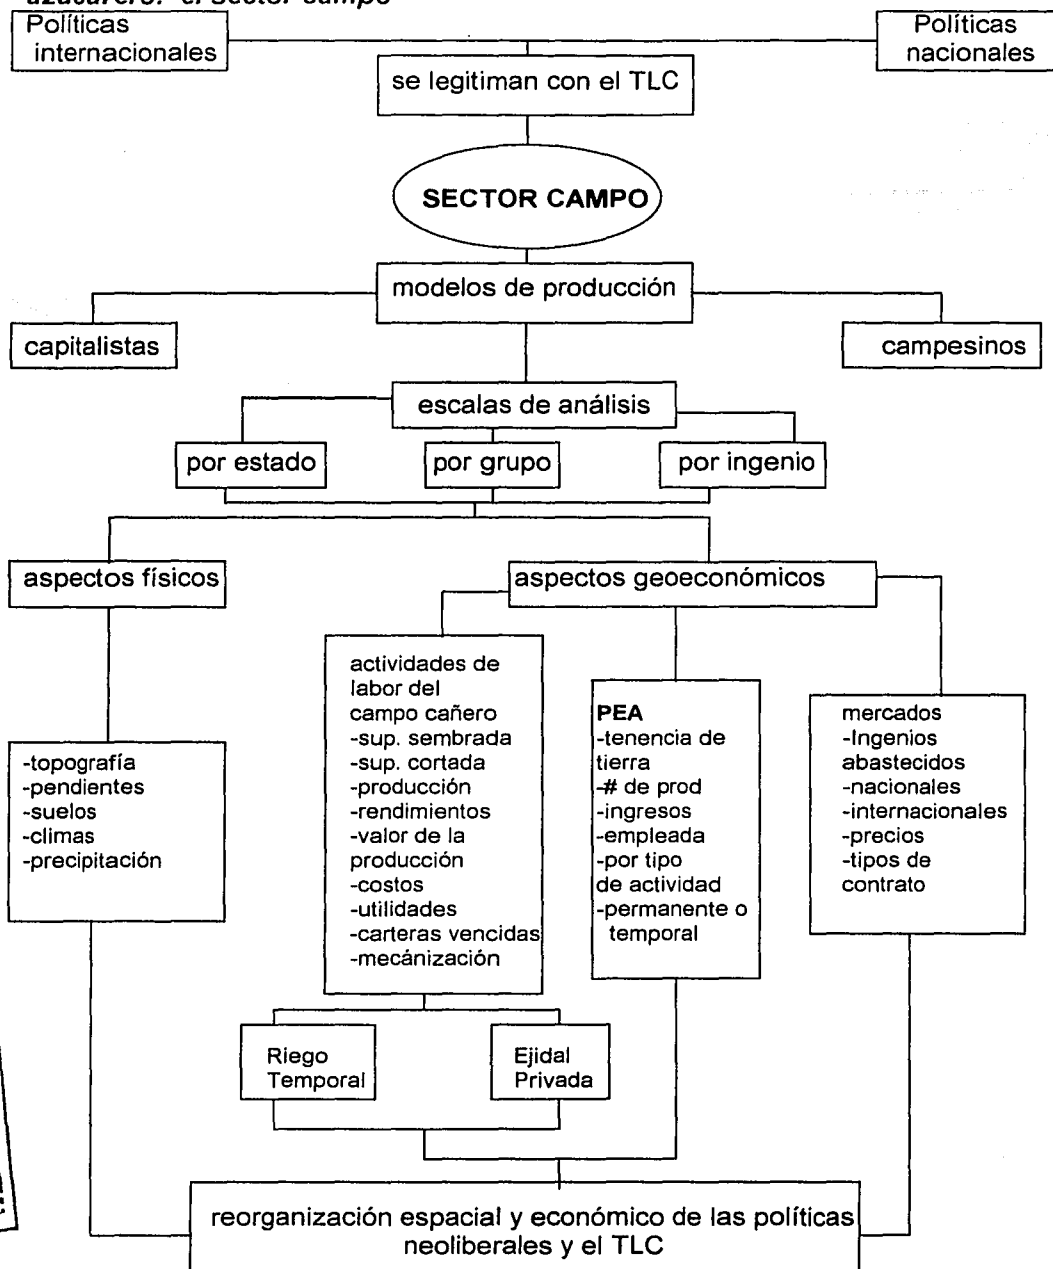 azucarero: el sector campo
Políticas
internacionales
Políticas
nacionales
se legitiman con el TLC
SECTOR CAMPO
modelos de producción
capitalistas
campesinos
escalas de análisis
por estado
por grupo
por ingenio
aspectos físicos
aspectos geoeconómicos
-topografía
-pendientes
-suelos
-climas
-precipitación
actividades de
labor del
campo cañero
-sup. sembrada
-sup. cortada
-producción
-rendimientos
-valor de la
producción
-costos
-utilidades
-carteras vencidas
-mecánización
PEA
-tenencia de
tierra
-# de prod
-ingresos
-empleada
-por tipo
de actividad
-permanente o
temporal
mercados
-Ingenios
abastecidos
-nacionales
-internacionales
-precios
-tipos de
contrato
Riego
Temporal
Ejidal
Privada
reorganización espacial y económico de las políticas
neoliberales y el TLC